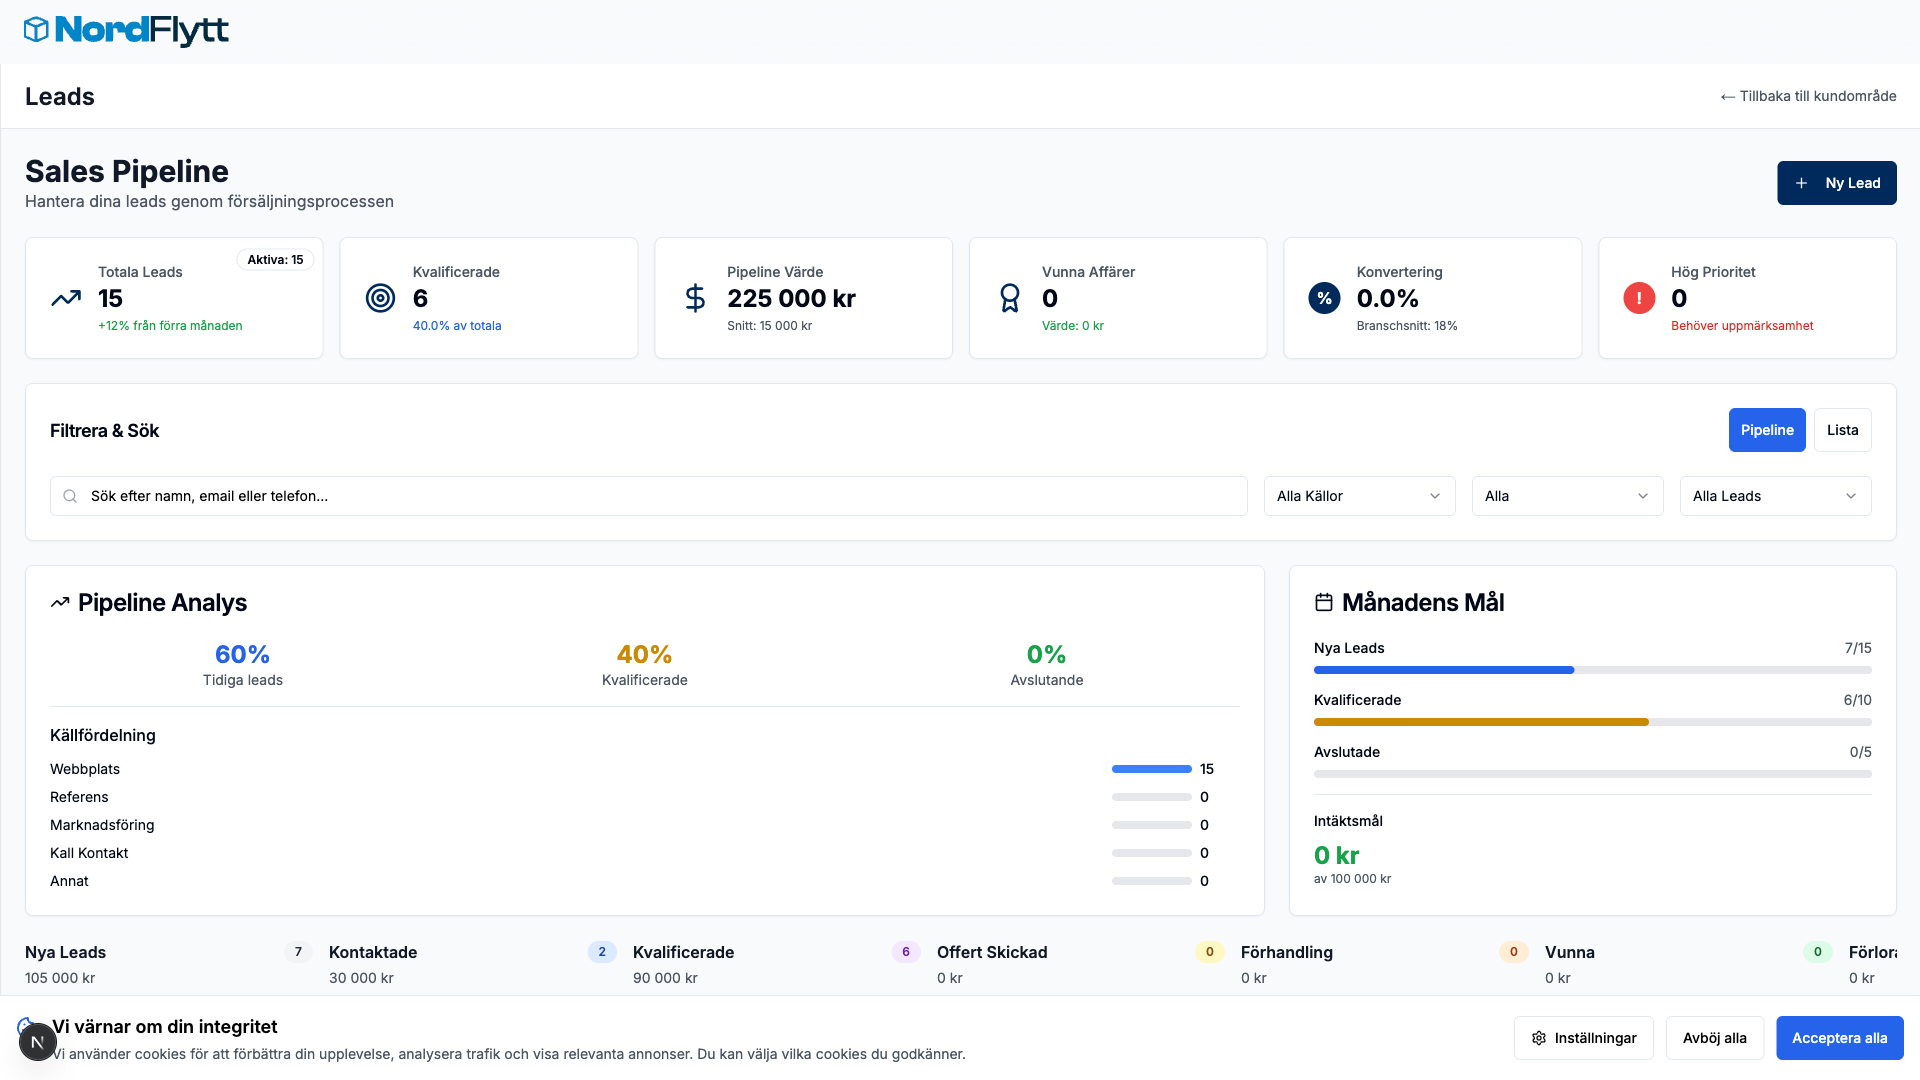 NordFlytt
Leads
← Tillbaka till kundområde
Sales Pipeline
Hantera dina leads genom försäljningsprocessen
+ Ny Lead
Aktiva: 15
Totala Leads
15
+12% från förra månaden
Kvalificerade
6
40.0% av totala
Pipeline Värde
225 000 kr
Snitt: 15 000 kr
Vunna Affärer
0
Värde: 0 kr
%
Konvertering
0.0%
Branschsnitt: 18%
!
Hög Prioritet
0
Behöver uppmärksamhet
Filtrera & Sök
Pipeline
Lista
Sök efter namn, email eller telefon...
Alla Källor
Alla
Alla Leads
Pipeline Analys
60%
Tidiga leads
40%
Kvalificerade
0%
Avslutande
Källfördelning
Webbplats 15
Referens 0
Marknadsföring 0
Kall Kontakt 0
Annat 0
Månadens Mål
Nya Leads 7/15
Kvalificerade 6/10
Avslutade 0/5
Intäktsmål
0 kr
av 100 000 kr
Nya Leads 7
105 000 kr
Kontaktade 2
30 000 kr
Kvalificerade 6
90 000 kr
Offert Skickad 0
0 kr
Förhandling 0
0 kr
Vunna 0
0 kr
Förlora
0 kr
Vi värnar om din integritet
Vi använder cookies för att förbättra din upplevelse, analysera trafik och visa relevanta annonser. Du kan välja vilka cookies du godkänner.
N
Inställningar
Avböj alla
Acceptera alla